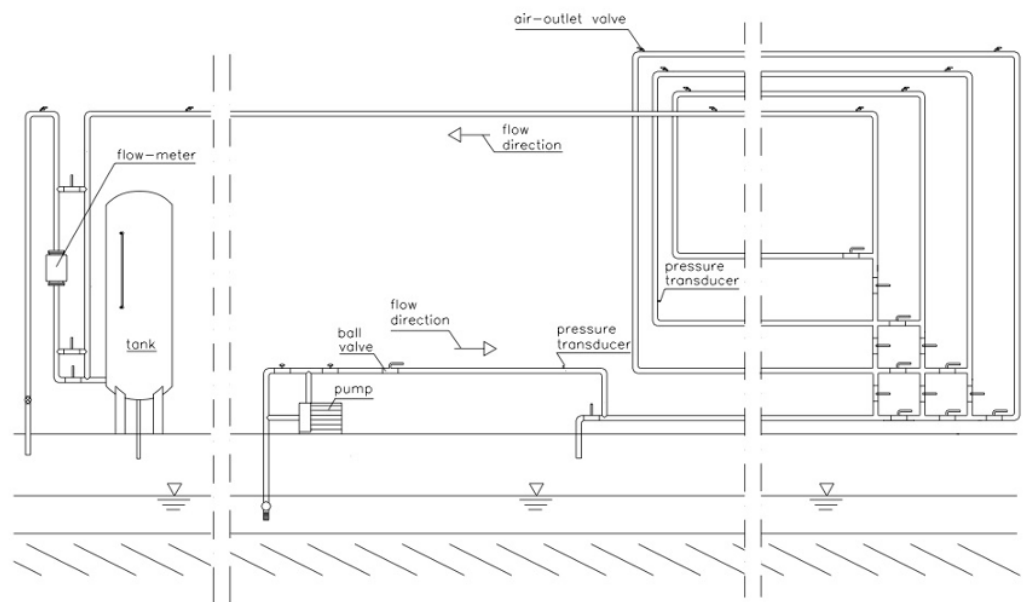 air-outlet valve
flow
direction
flow-meter
pressure
transducer
flow
direction
tank
ball
valve
pressure
transducer
pump